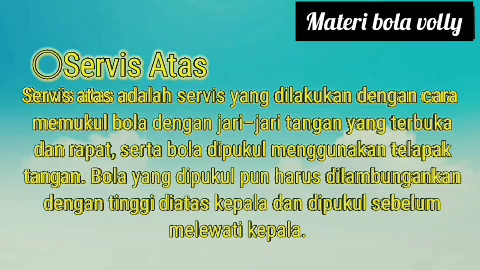 Materi bola volly
Servis Atas
Servis atas adalah servis yang dilakukan dengan cara
memukul bola dengan jari-jari tangan yang terbuka
dan rapat, serta bola dipukul menggunakan telapak
tangan. Bola yang dipukul pun harus dilambungankan
dengan tinggi diatas kepala dan dipukul sebelum
melewati kepala.